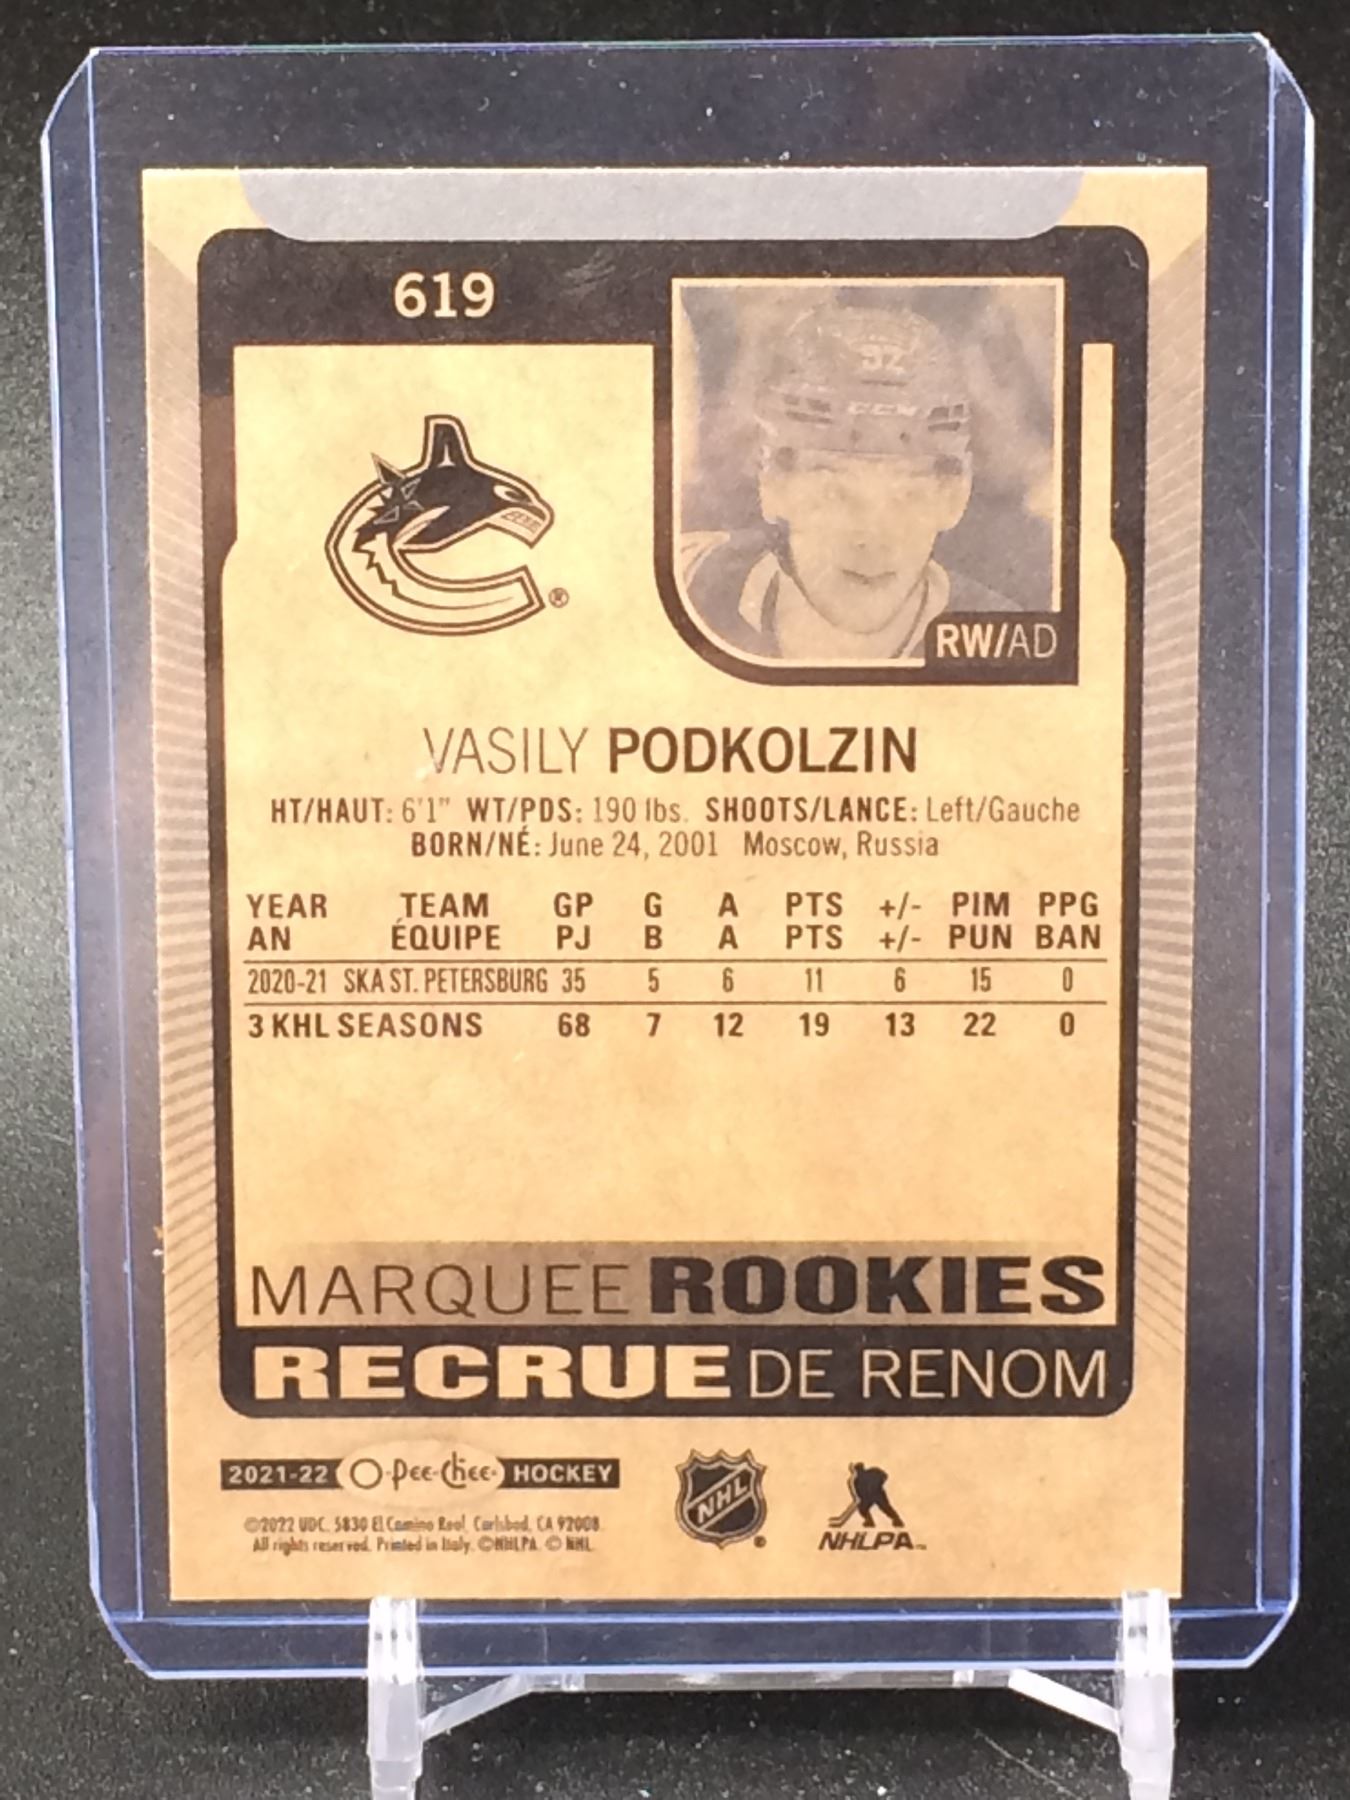 619
92
CCM
RW/AD
VASILY PODKOLZIN
HT/HAUT: 6'1" WT/PDS: 190 lbs. SHOOTS/LANCE: Left/Gauche
BORN/NÉ: June 24, 2001 Moscow, Russia
YEAR TEAM GP G A PTS +/- PIM PPG
AN ÉQUIPE PJ B A PTS +/- PUN BAN
2020-21 SKA ST. PETERSBURG 35 5 6 11 6 15 0
3 KHL SEASONS 68 7 12 19 13 22 0
MARQUEE ROOKIES
RECRUE DE RENOM
2021-22 O-Pee-Chee HOCKEY
©2022 UDC. 5830 El Camino Real, Carlsbad, CA 92008.
All rights reserved. Printed in Italy. ©NHLPA. © NHL.
NHL
NHLPA